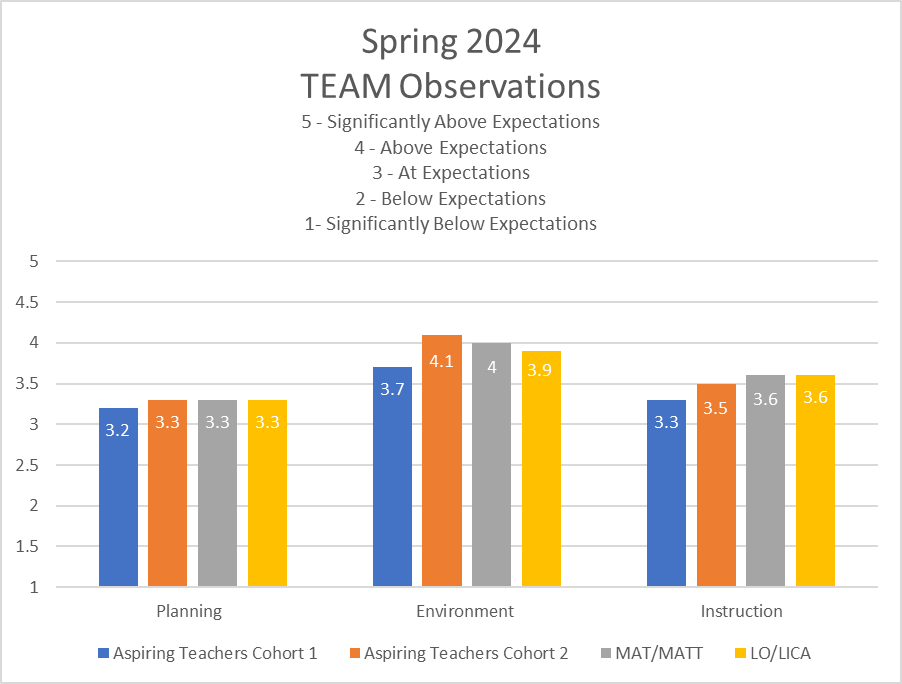 Spring 2024
TEAM Observations
5 - Significantly Above Expectations
4 - Above Expectations
3 - At Expectations
2 - Below Expectations
1- Significantly Below Expectations
5
4.5
4
3.5
3
2.5
2
1.5
1
3.2
3.3
3.3
3.3
3.7
4.1
4
3.9
3.3
3.5
3.6
3.6
Planning
Environment
Instruction
Aspiring Teachers Cohort 1
Aspiring Teachers Cohort 2
MAT/MATT
LO/LICA